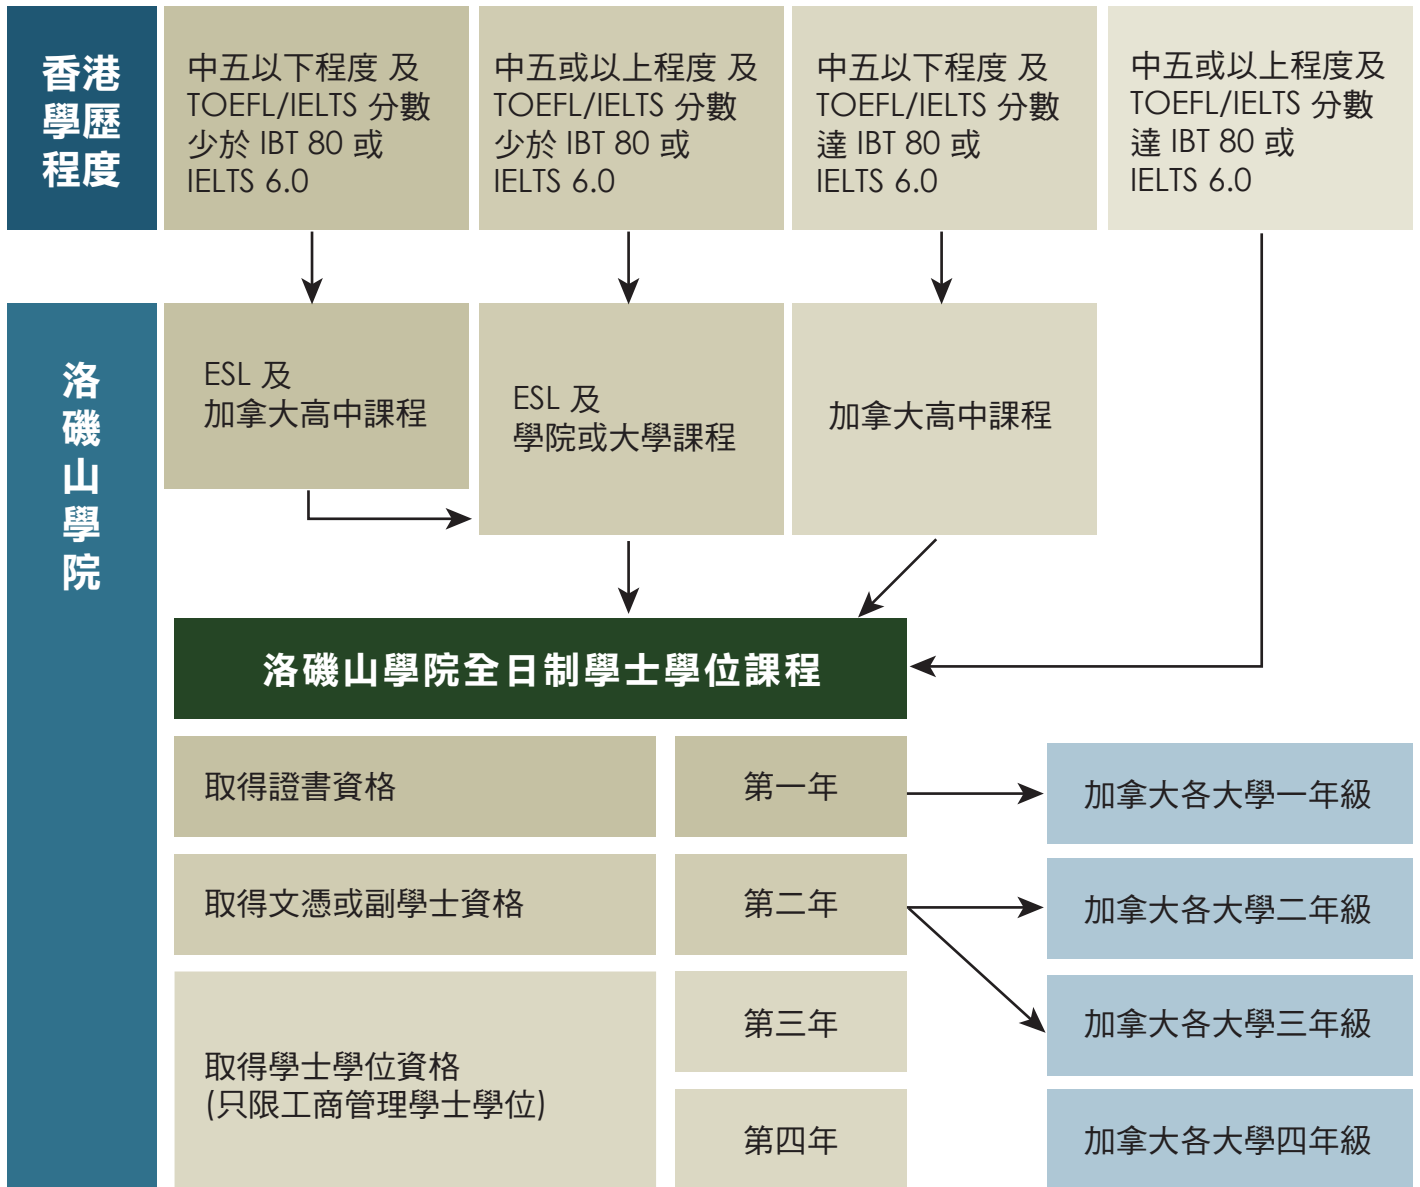 香港
學歷
程度
中五以下程度 及
TOEFL/IELTS 分數
少於 IBT 80 或
IELTS 6.0
中五或以上程度 及
TOEFL/IELTS 分數
少於 IBT 80 或
IELTS 6.0
中五以下程度 及
TOEFL/IELTS 分數
達 IBT 80 或
IELTS 6.0
中五或以上程度及
TOEFL/IELTS 分數
達 IBT 80 或
IELTS 6.0
洛磯山學院
ESL 及
加拿大高中課程
ESL 及
學院或大學課程
加拿大高中課程
洛磯山學院全日制學士學位課程
取得證書資格
第一年
加拿大各大學一年級
取得文憑或副學士資格
第二年
加拿大各大學二年級
取得學士學位資格
(只限工商管理學士學位)
第三年
加拿大各大學三年級
第四年
加拿大各大學四年級